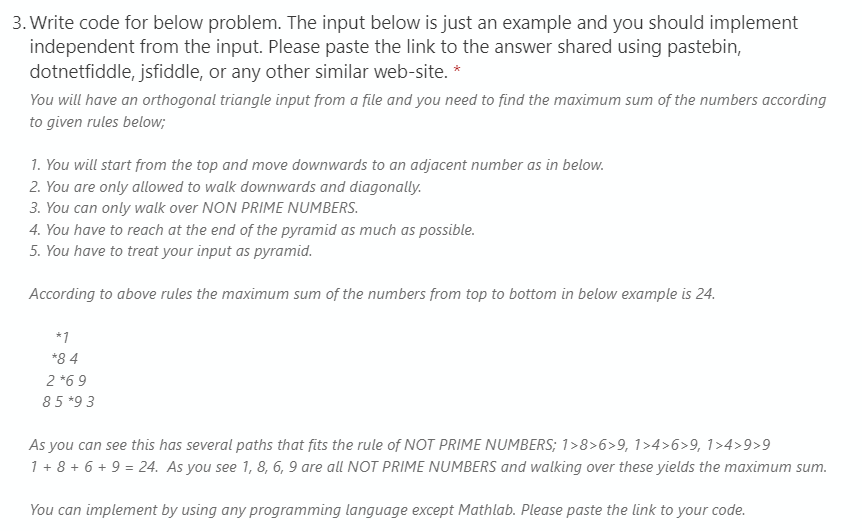 3. Write code for below problem. The input below is just an example and you should implement
independent from the input. Please paste the link to the answer shared using pastebin,
dotnetfiddle, jsfiddle, or any other similar web-site. *
You will have an orthogonal triangle input from a file and you need to find the maximum sum of the numbers according
to given rules below;
1. You will start from the top and move downwards to an adjacent number as in below.
2. You are only allowed to walk downwards and diagonally.
3. You can only walk over NON PRIME NUMBERS.
4. You have to reach at the end of the pyramid as much as possible.
5. You have to treat your input as pyramid.
According to above rules the maximum sum of the numbers from top to bottom in below example is 24.
*1
*8 4
2 *6 9
8 5 *9 3
As you can see this has several paths that fits the rule of NOT PRIME NUMBERS; 1>8>6>9, 1>4>6>9, 1>4>9>9
1 + 8 + 6 + 9 = 24. As you see 1, 8, 6, 9 are all NOT PRIME NUMBERS and walking over these yields the maximum sum.
You can implement by using any programming language except Mathlab. Please paste the link to your code.